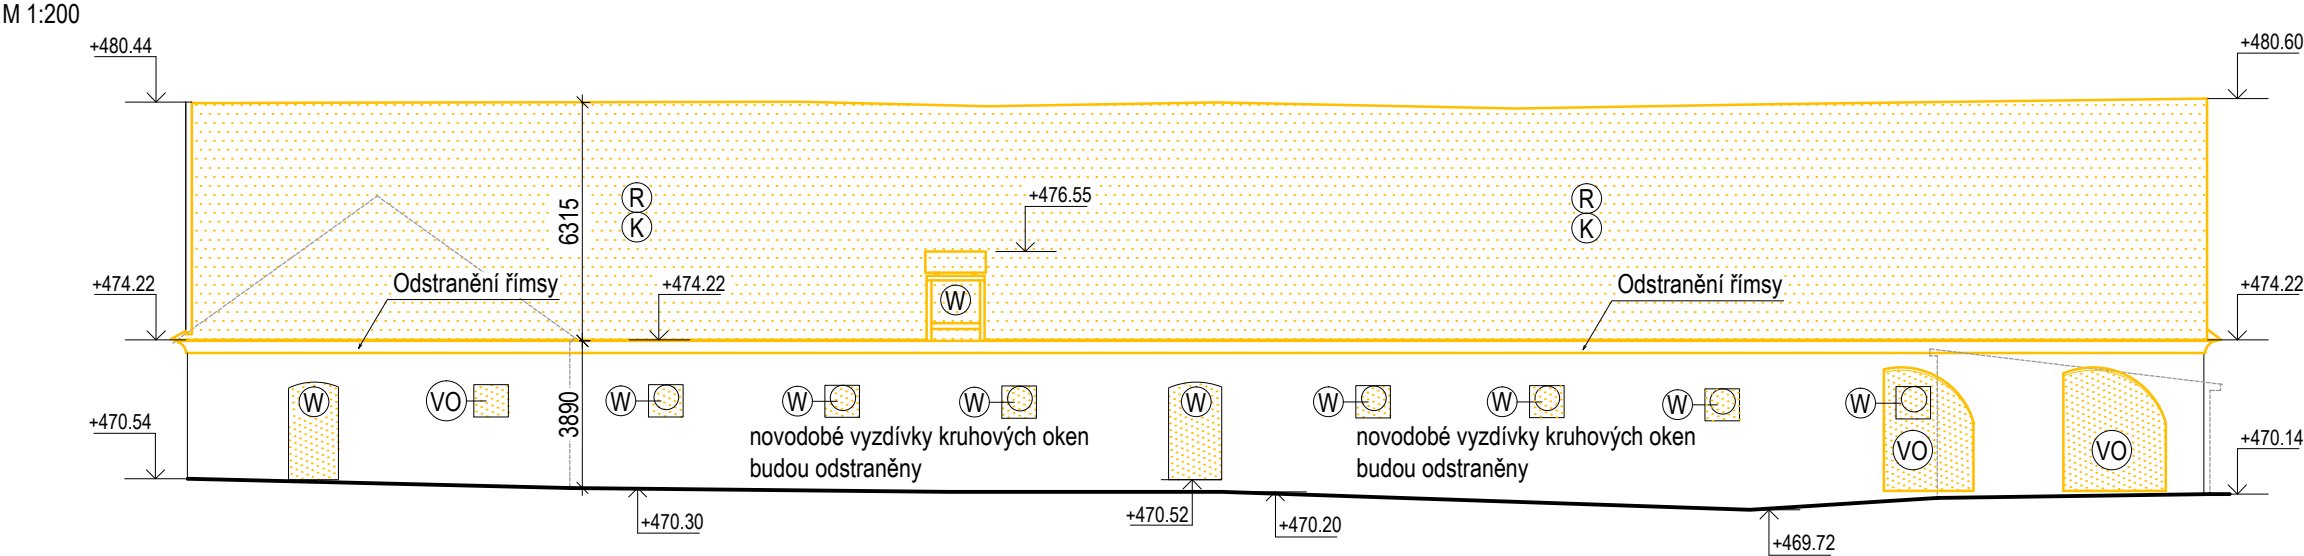 M 1:200
+480.44
+480.60
R
K
6315
+476.55
R
K
Odstranění římsy
+474.22
+474.22
W
Odstranění římsy
+474.22
W
VO
W
3890
W
W
W
W
W
W
W
novodobé vyzdívky kruhových oken
budou odstraněny
novodobé vyzdívky kruhových oken
budou odstraněny
VO
VO
+470.54
+470.14
+470.30
+470.52
+470.20
+469.72